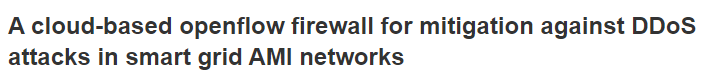 A cloud-based openflow firewall for mitigation against DDoS
attacks in smart grid AMI networks